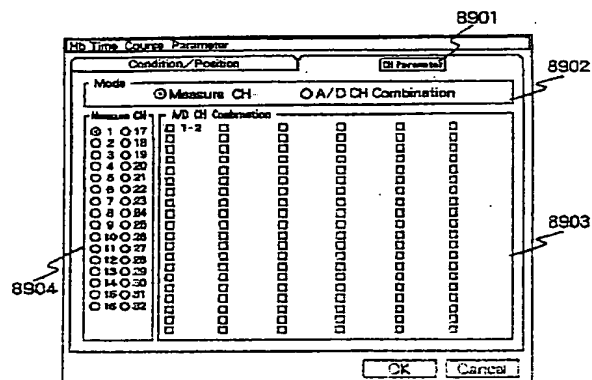 8901
Hb Time Course Parameter
Condition/Position
CH Parameter
8902
Mode
Measure CH
A/D CH Combination
Measure CH
A/D CH Combination
1 17
1-2
2 18
3 19
4 20
5 21
6 22
7 23
8 24
9 25
10 26
11 27
12 28
13 29
14 30
15 31
16 32
8903
8904
OK
Cancel